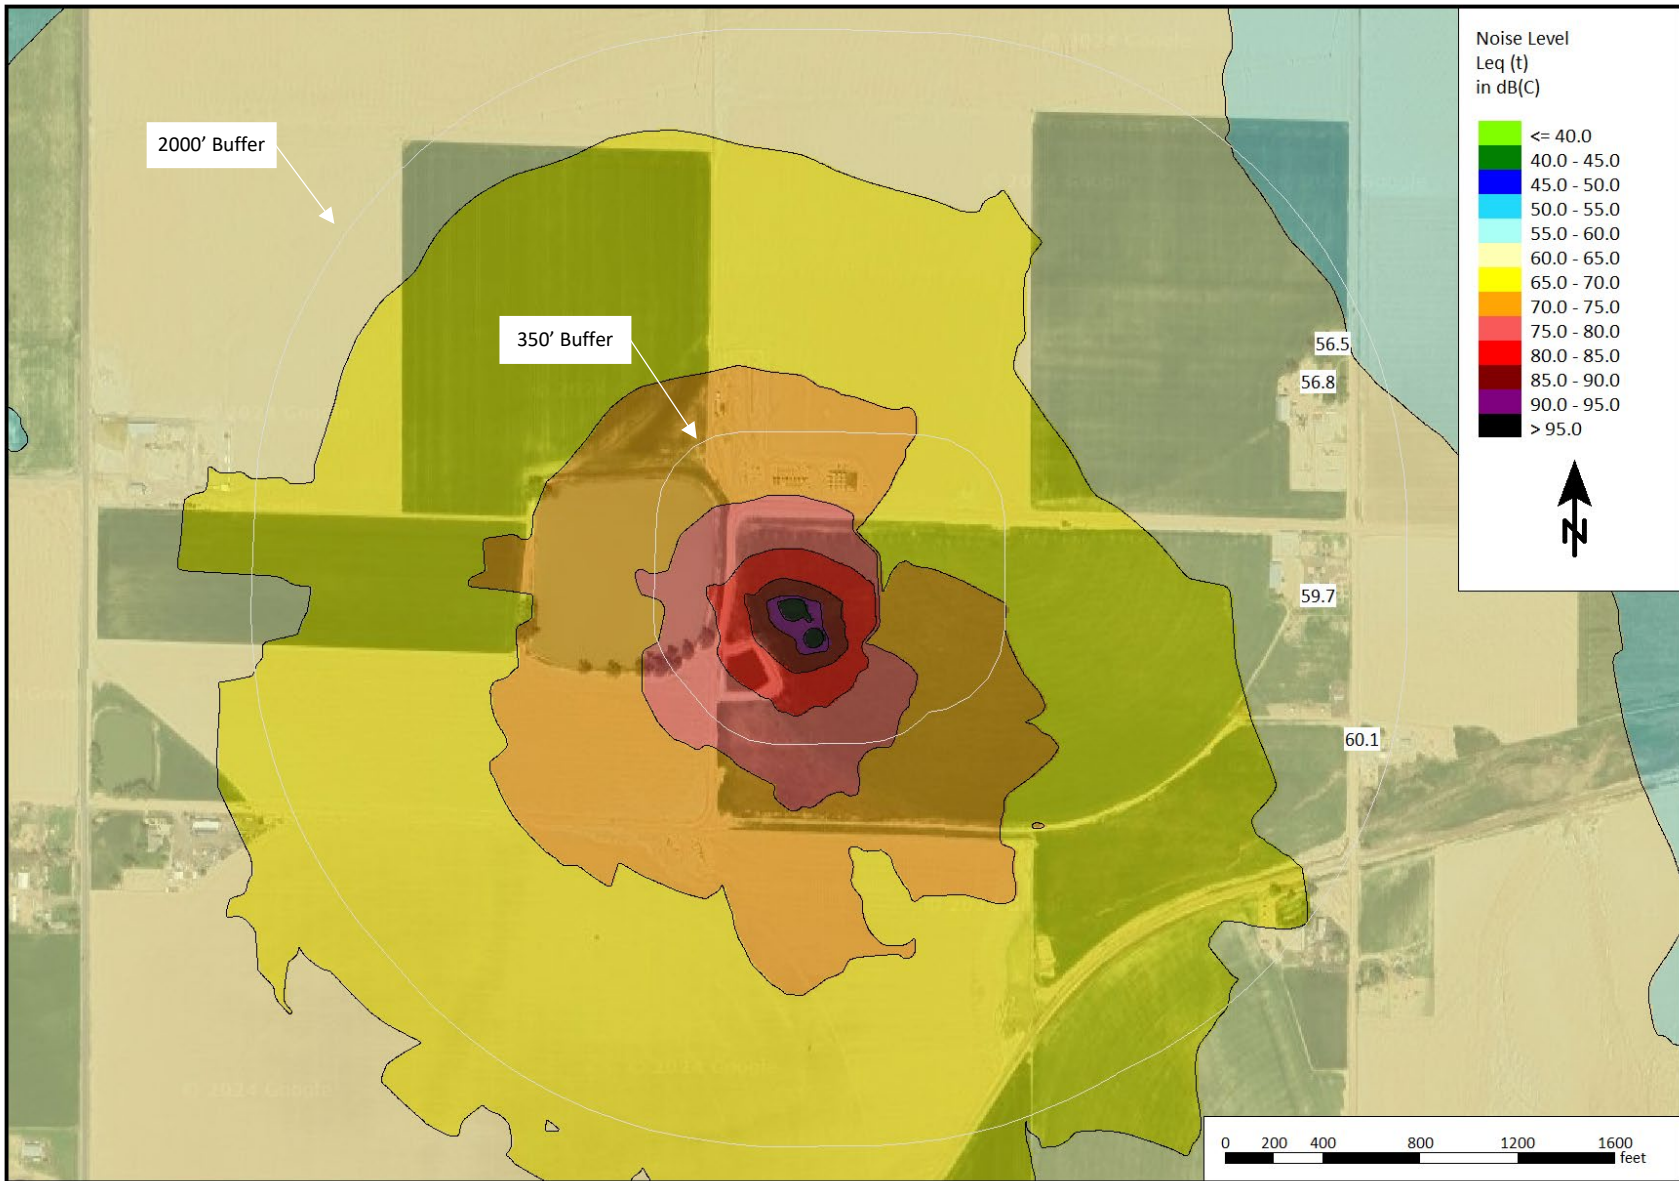 Noise Level
Leq (t)
in dB(C)
<= 40.0
40.0 - 45.0
45.0 - 50.0
50.0 - 55.0
55.0 - 60.0
60.0 - 65.0
65.0 - 70.0
70.0 - 75.0
75.0 - 80.0
80.0 - 85.0
85.0 - 90.0
90.0 - 95.0
> 95.0
N
2000' Buffer
350' Buffer
56.5
56.8
59.7
60.1
© 2024 Google
0 200 400 800 1200 1600
feet